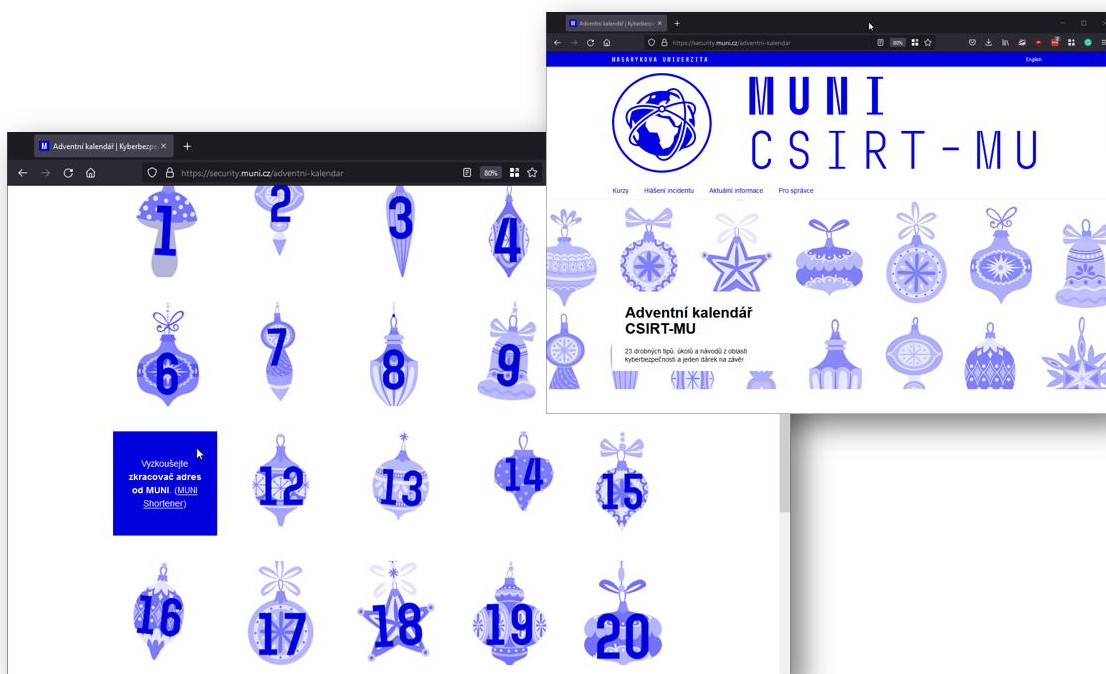 Adventní kalendář | Kyberbezpe
https://security.muni.cz/adventni-kalendar
80%
MASARYKOVA UNIVERZITA
English
MUNI
CSIRT-MU
Kurzy
Hlášení incidentu
Aktuální informace
Pro správce
Adventní kalendář
CSIRT-MU
23 drobných tipů, úkolů a návodů z oblasti
kyberbezpečnosti a jeden dárek na závěr
Adventní kalendář | Kyberbezpe
https://security.muni.cz/adventni-kalendar
80%
1
2
3
4
6
7
8
9
Vyzkoušejte
zkracovač adres
od MUNI. (MUNI
Shortener)
12
13
14
15
16
17
18
19
20